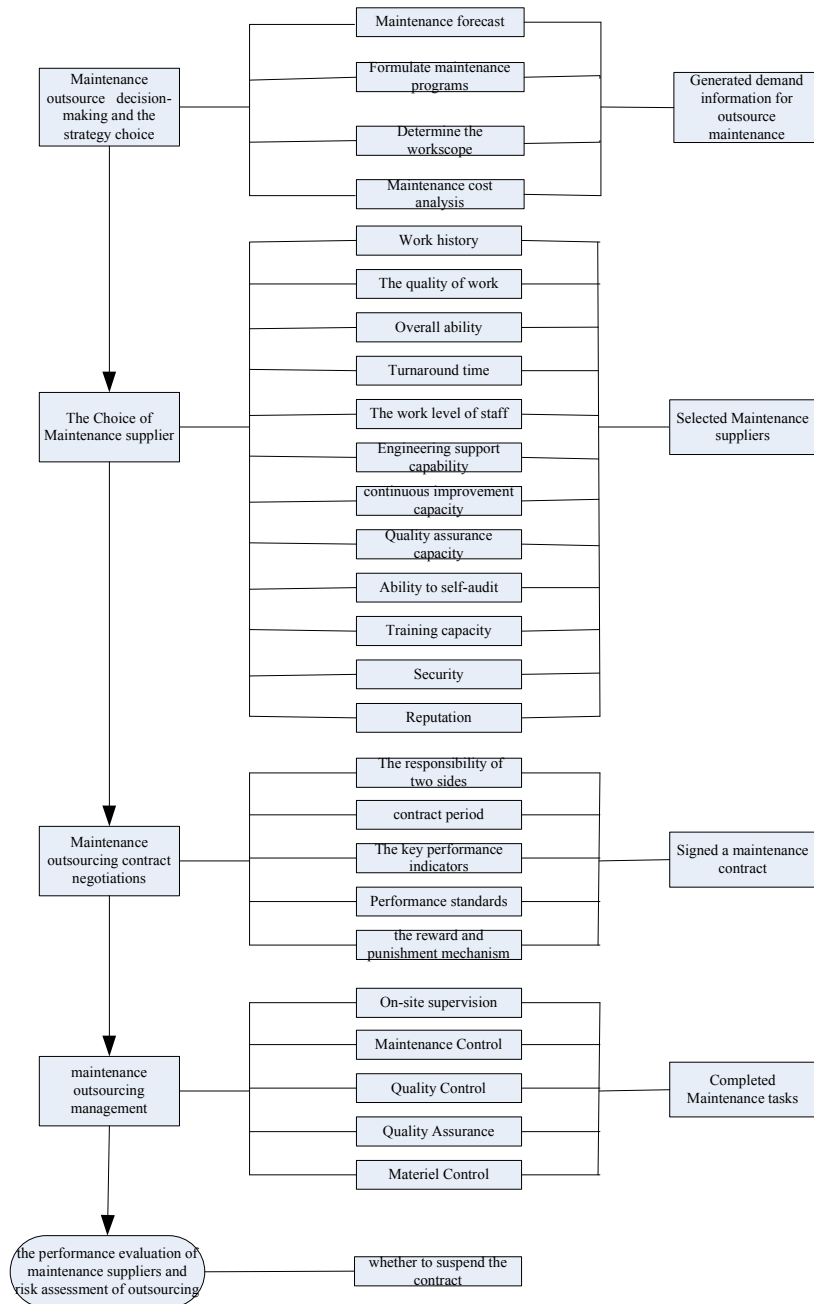 Maintenance
outsource decision-
making and the
strategy choice
Maintenance forecast
Formulate maintenance
programs
Determine the
workscope
Maintenance cost
analysis
Generated demand
information for
outsource
maintenance
The Choice of
Maintenance supplier
Work history
The quality of work
Overall ability
Turnaround time
The work level of staff
Engineering support
capability
continuous improvement
capacity
Quality assurance
capacity
Ability to self-audit
Training capacity
Security
Reputation
Selected Maintenance
suppliers
Maintenance
outsourcing contract
negotiations
The responsibility of
two sides
contract period
The key performance
indicators
Performance standards
the reward and
punishment mechanism
Signed a maintenance
contract
maintenance
outsourcing
management
On-site supervision
Maintenance Control
Quality Control
Quality Assurance
Materiel Control
Completed
Maintenance tasks
the performance evaluation of
maintenance suppliers and
risk assessment of outsourcing
whether to suspend the
contract